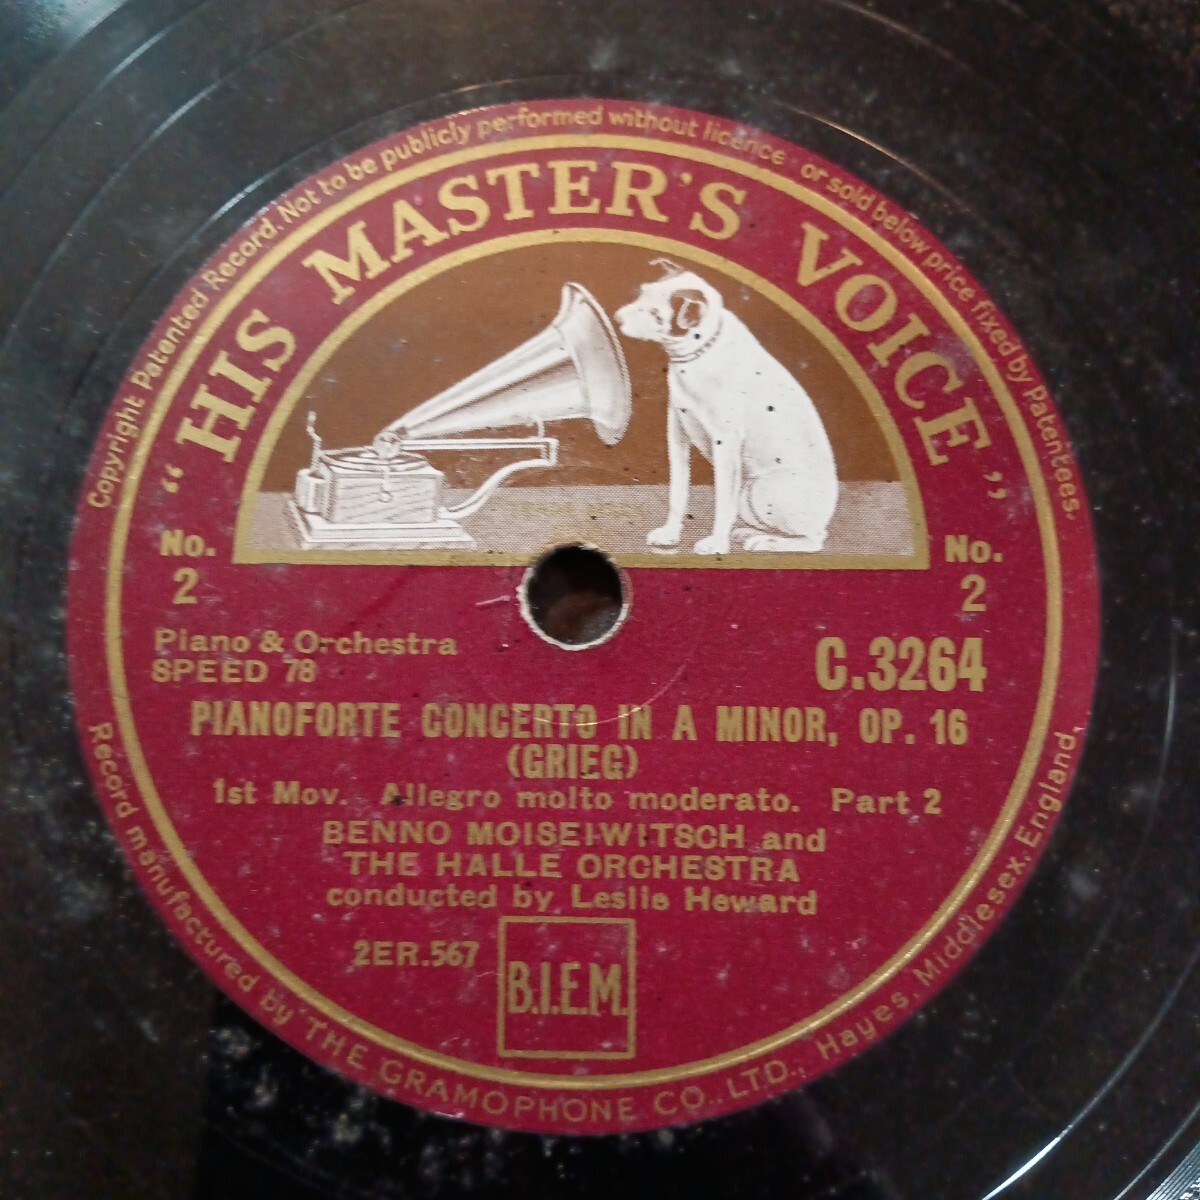 Copyright Patented Record. Not to be publicly performed without licence or sold below price fixed by Patentees.
"HIS MASTER'S VOICE"
No. 2
No. 2
Piano & Orchestra
SPEED 78
C.3264
PIANOFORTE CONCERTO IN A MINOR, OP. 16
(GRIEG)
1st Mov. Allegro molto moderato. Part 2
BENNO MOISEIWITSCH and
THE HALLE ORCHESTRA
conducted by Leslie Heward
2ER.567
B.I.E.M.
Record manufactured by THE GRAMOPHONE CO., LTD., Hayes, Middlesex, England.